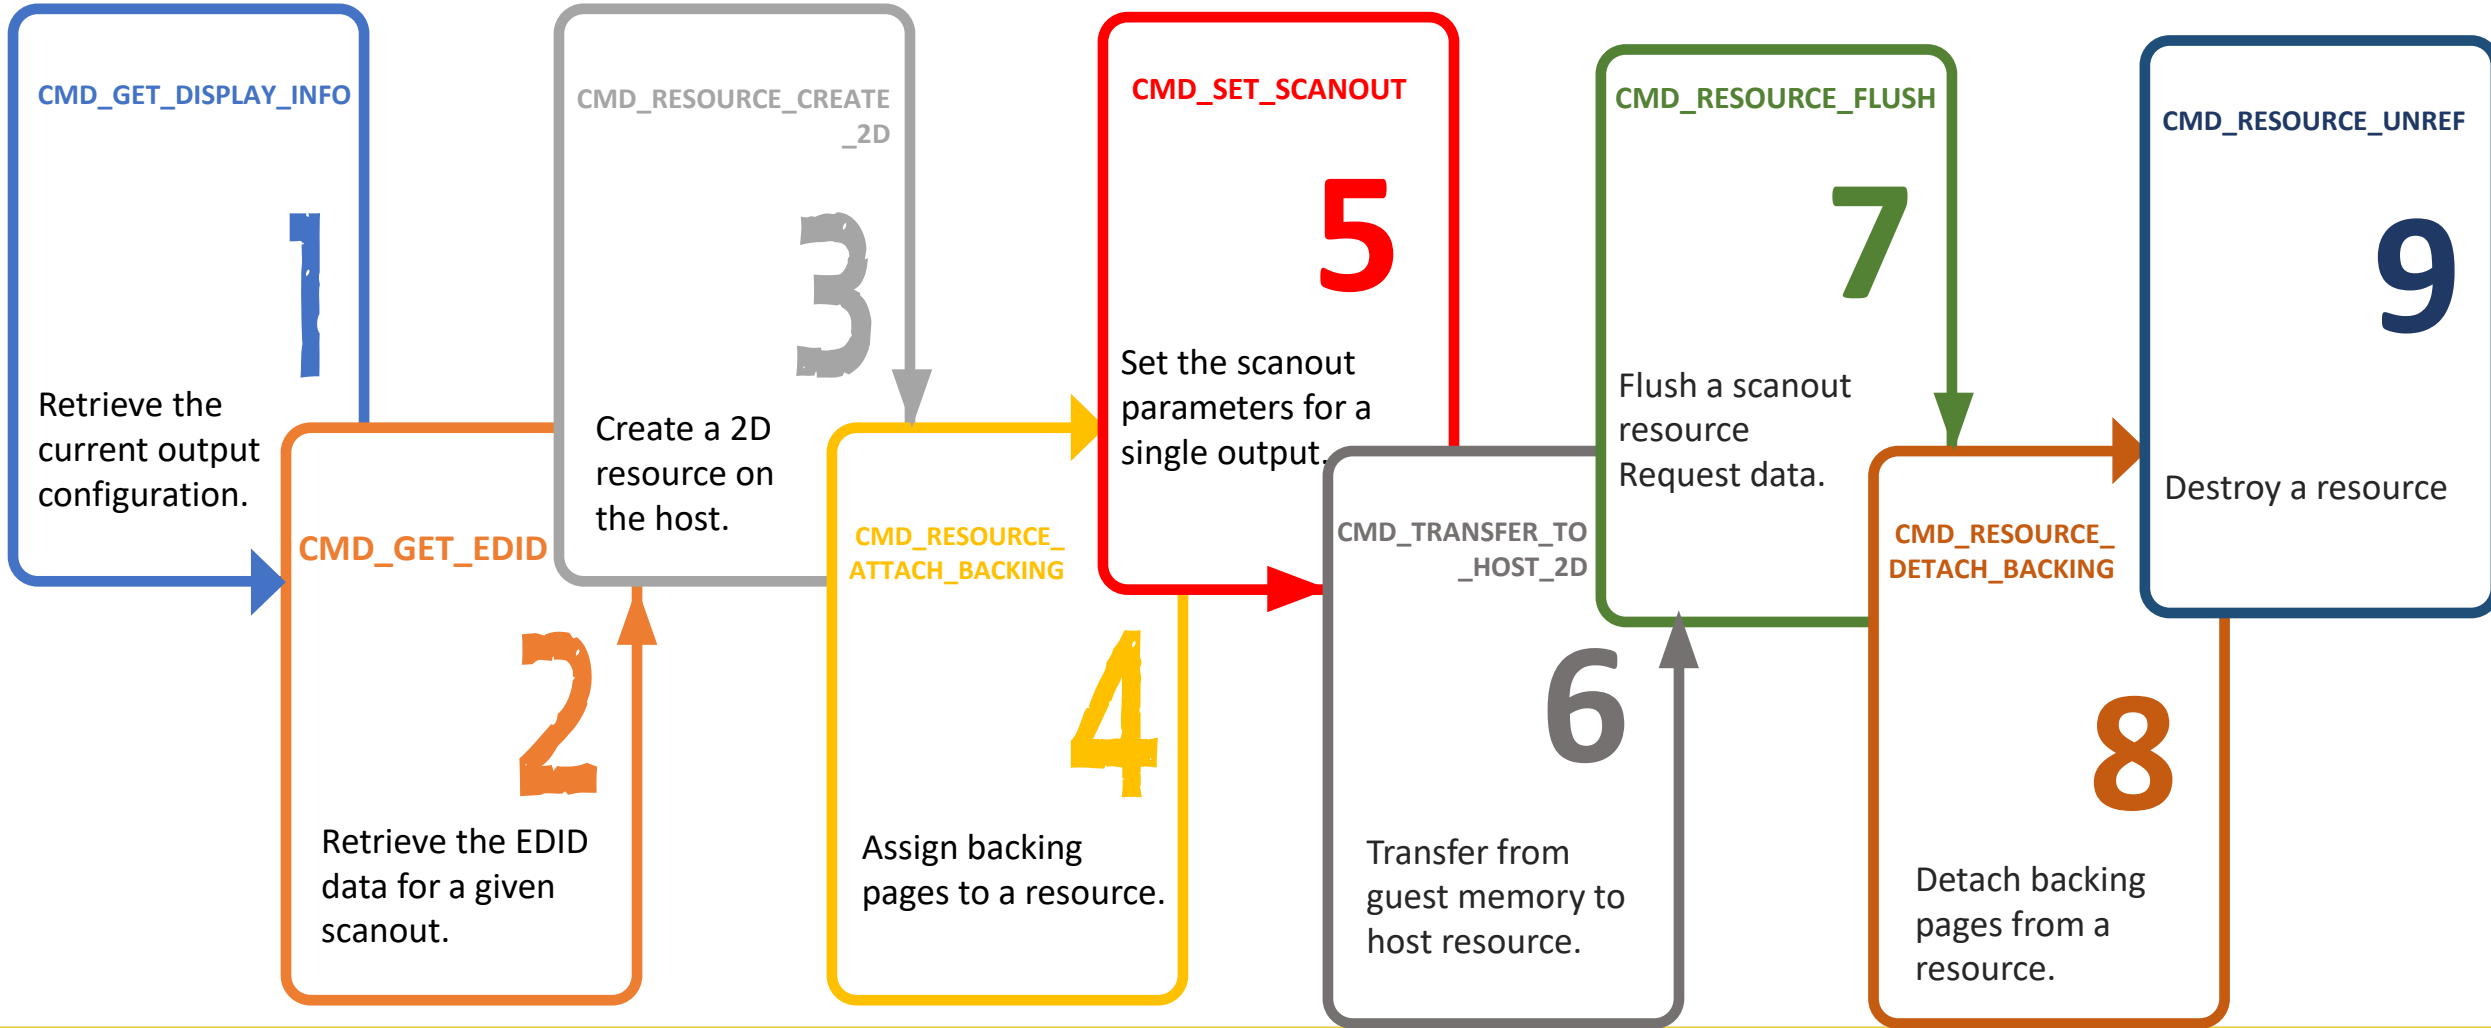 CMD_GET_DISPLAY_INFO
1
Retrieve the
current output
configuration.
CMD_GET_EDID
2
Retrieve the EDID
data for a given
scanout.
CMD_RESOURCE_CREATE
_2D
3
Create a 2D
resource on
the host.
CMD_RESOURCE_
ATTACH_BACKING
4
Assign backing
pages to a resource.
CMD_SET_SCANOUT
5
Set the scanout
parameters for a
single output.
CMD_TRANSFER_TO
_HOST_2D
6
Transfer from
guest memory to
host resource.
CMD_RESOURCE_FLUSH
7
Flush a scanout
resource
Request data.
CMD_RESOURCE_
DETACH_BACKING
8
Detach backing
pages from a
resource.
CMD_RESOURCE_UNREF
9
Destroy a resource